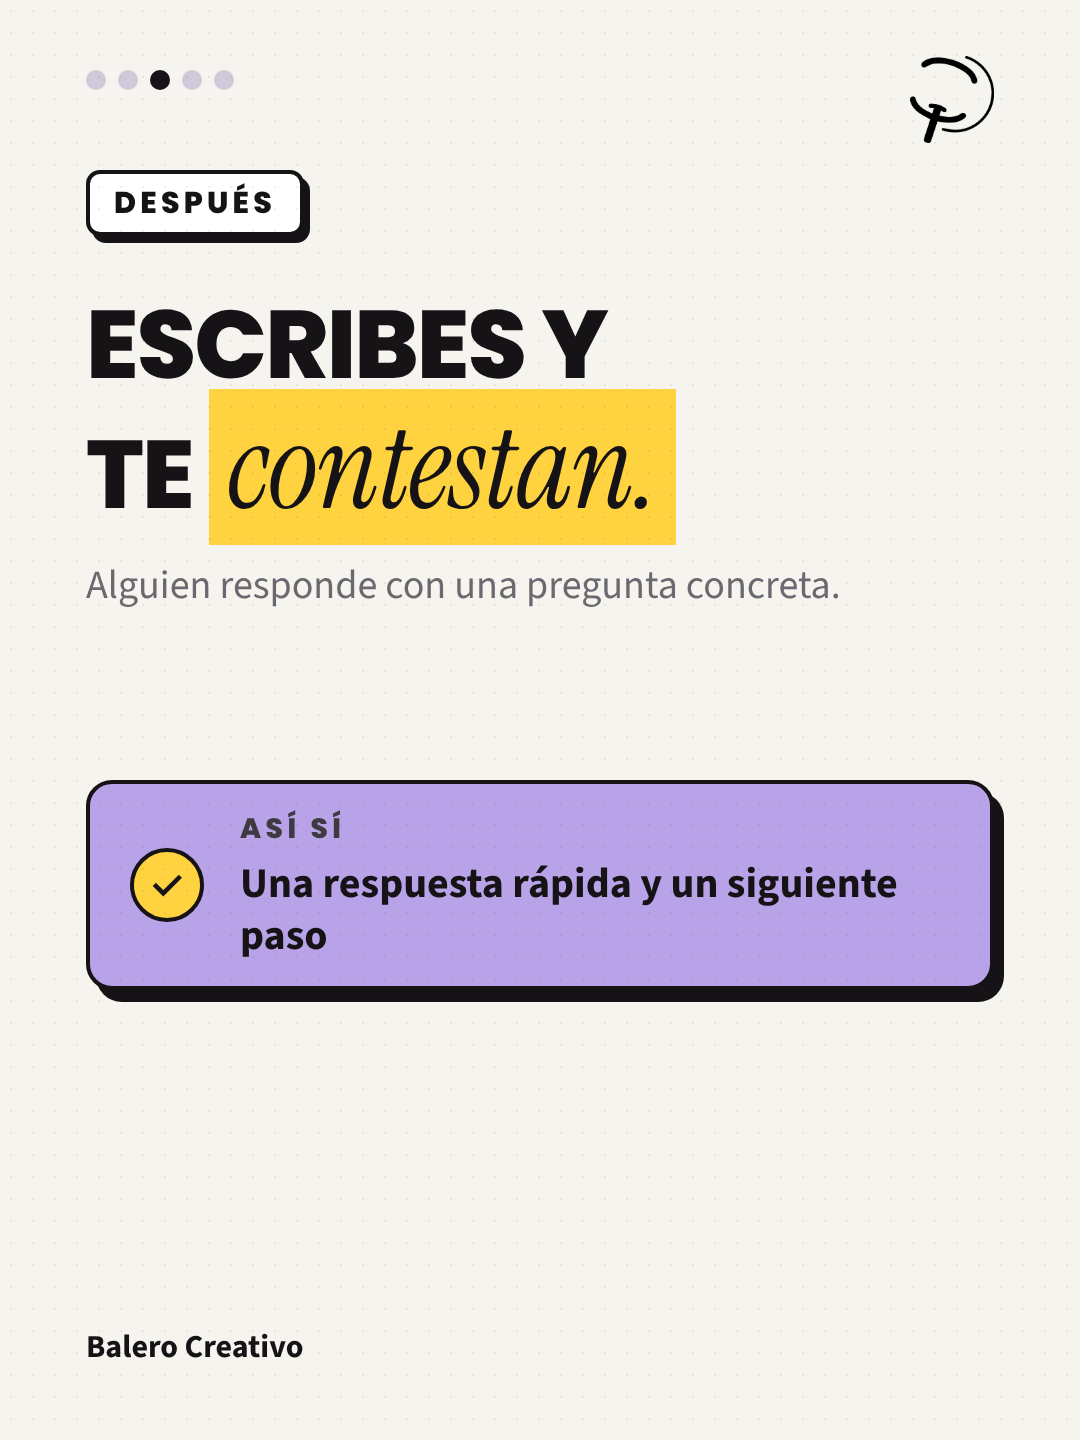 DESPUÉS
ESCRIBES Y
TE contestan.
Alguien responde con una pregunta concreta.
ASÍ SÍ
Una respuesta rápida y un siguiente
paso
Balero Creativo